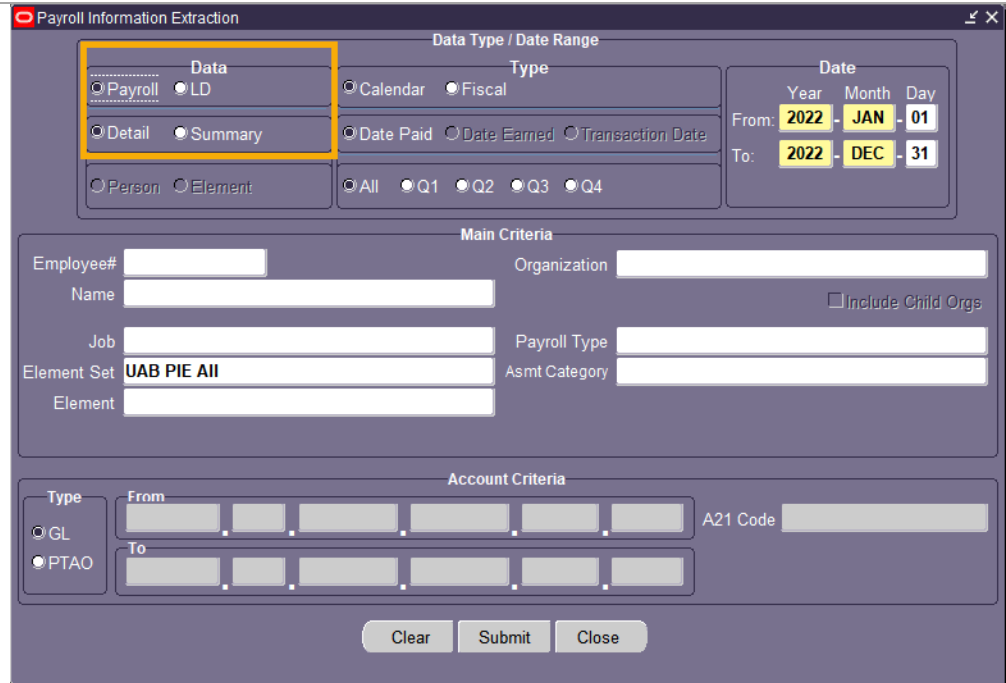 Payroll Information Extraction
Data Type / Date Range
Data
Payroll LD
Detail Summary
Person Element
Type
Calendar Fiscal
Date Paid Date Earned Transaction Date
All Q1 Q2 Q3 Q4
Date
Year Month Day
From: 2022 - JAN - 01
To: 2022 - DEC - 31
Main Criteria
Employee#
Organization
Name
Include Child Orgs
Job
Payroll Type
Element Set UAB PIE All
Asmt Category
Element
Account Criteria
Type
GL
PTAO
From
. . . . .
To
. . . . .
A21 Code
Clear Submit Close